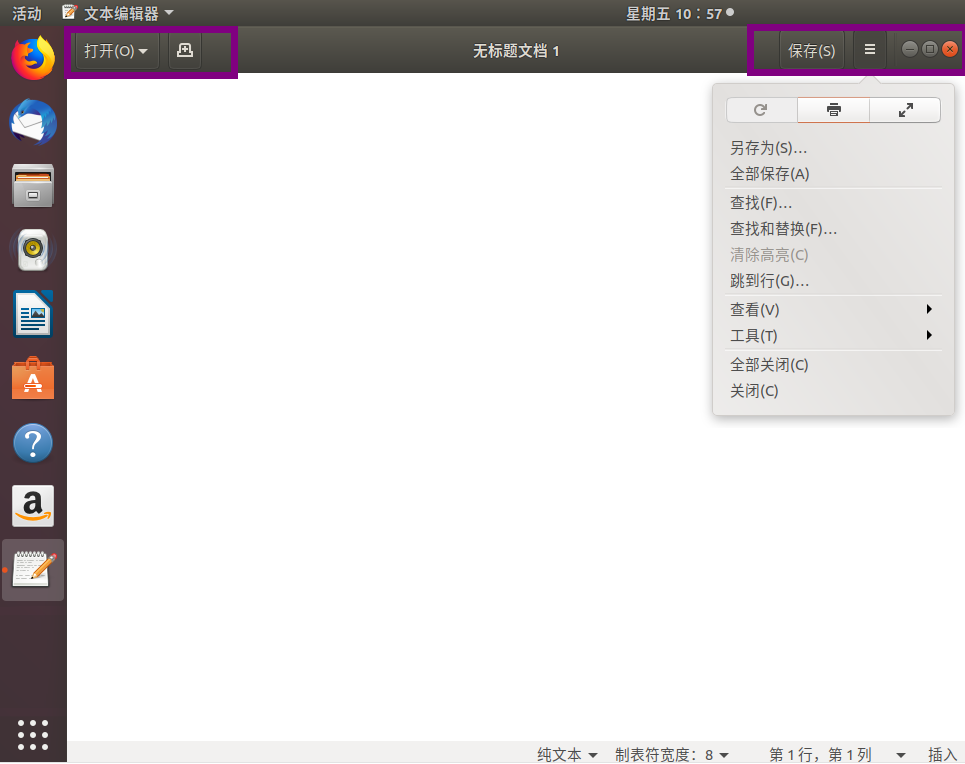 活动 文本编辑器 星期五 10：57
打开(O) 无标题文档 1 保存(S)
另存为(S)…
全部保存(A)
查找(F)…
查找和替换(F)…
清除高亮(C)
跳到行(G)…
查看(V)
工具(T)
全部关闭(C)
关闭(C)
?
A
a
纯文本 制表符宽度：8 第 1 行，第 1 列 插入